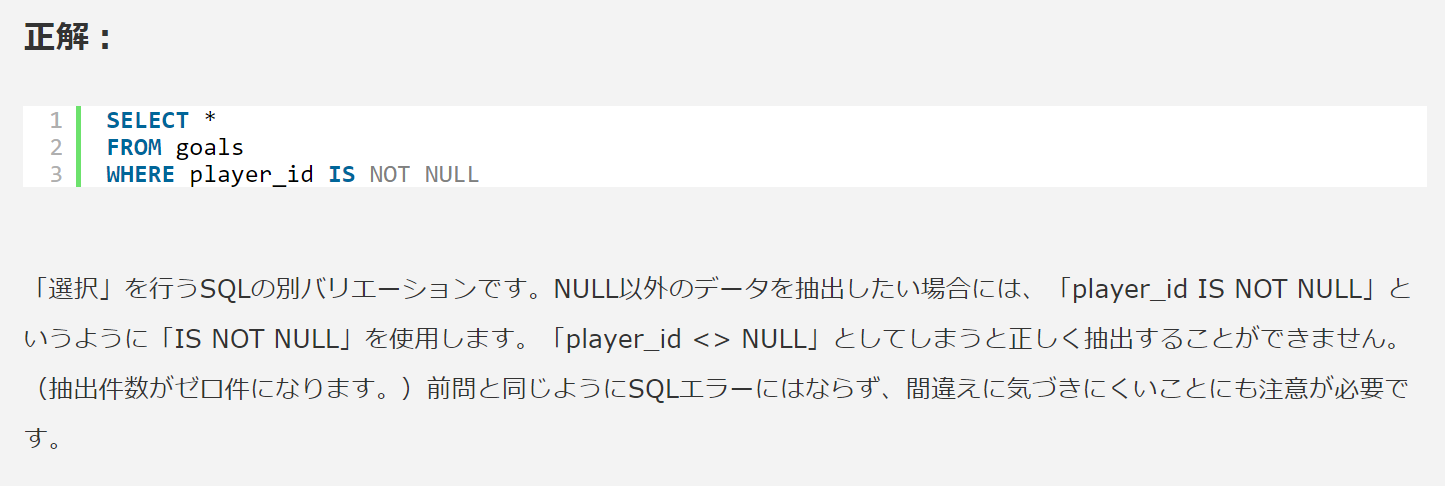 正解：
1 SELECT *
2 FROM goals
3 WHERE player_id IS NOT NULL
「選択」を行うSQLの別バリエーションです。NULL以外のデータを抽出したい場合には、「player_id IS NOT NULL」と
いうように「IS NOT NULL」を使用します。「player_id <> NULL」としてしまうと正しく抽出することができません。
（抽出件数がゼロ件になります。）前問と同じようにSQLエラーにはならず、間違えに気づきにくいことにも注意が必要で
す。